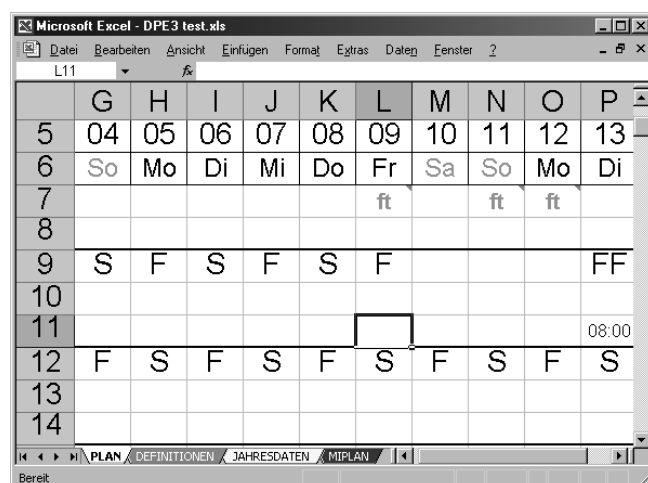 Microsoft Excel - DPE3 test.xls
Datei Bearbeiten Ansicht Einfügen Format Extras Daten Fenster ?
L11 fx
G H I J K L M N O P
5 04 05 06 07 08 09 10 11 12 13
6 So Mo Di Mi Do Fr Sa So Mo Di
7 ft ft ft
8
9 S F S F S F FF
10
11 08:00
12 F S F S F S F S F S
13
14
PLAN DEFINITIONEN JAHRESDATEN MIPLAN
Bereit